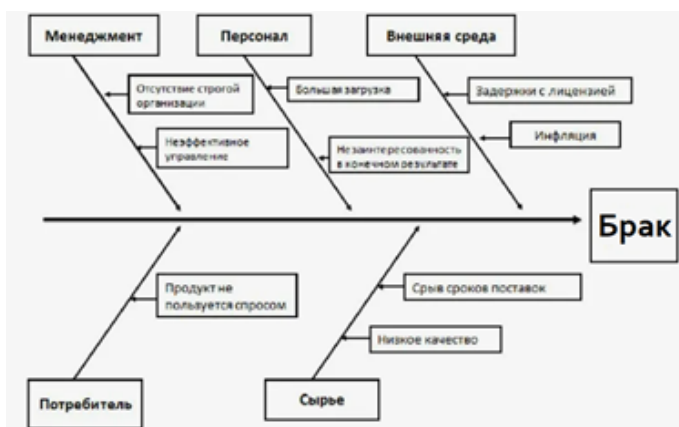 Менеджмент
Персонал
Внешняя среда
Отсутствие строгой
организации
Неэффективное
управление
Большая загрузка
Незаинтересованность
в конечном результате
Задержки с лицензией
Инфляция
Брак
Продукт не
пользуется спросом
Срыв сроков поставок
Низкое качество
Потребитель
Сырье